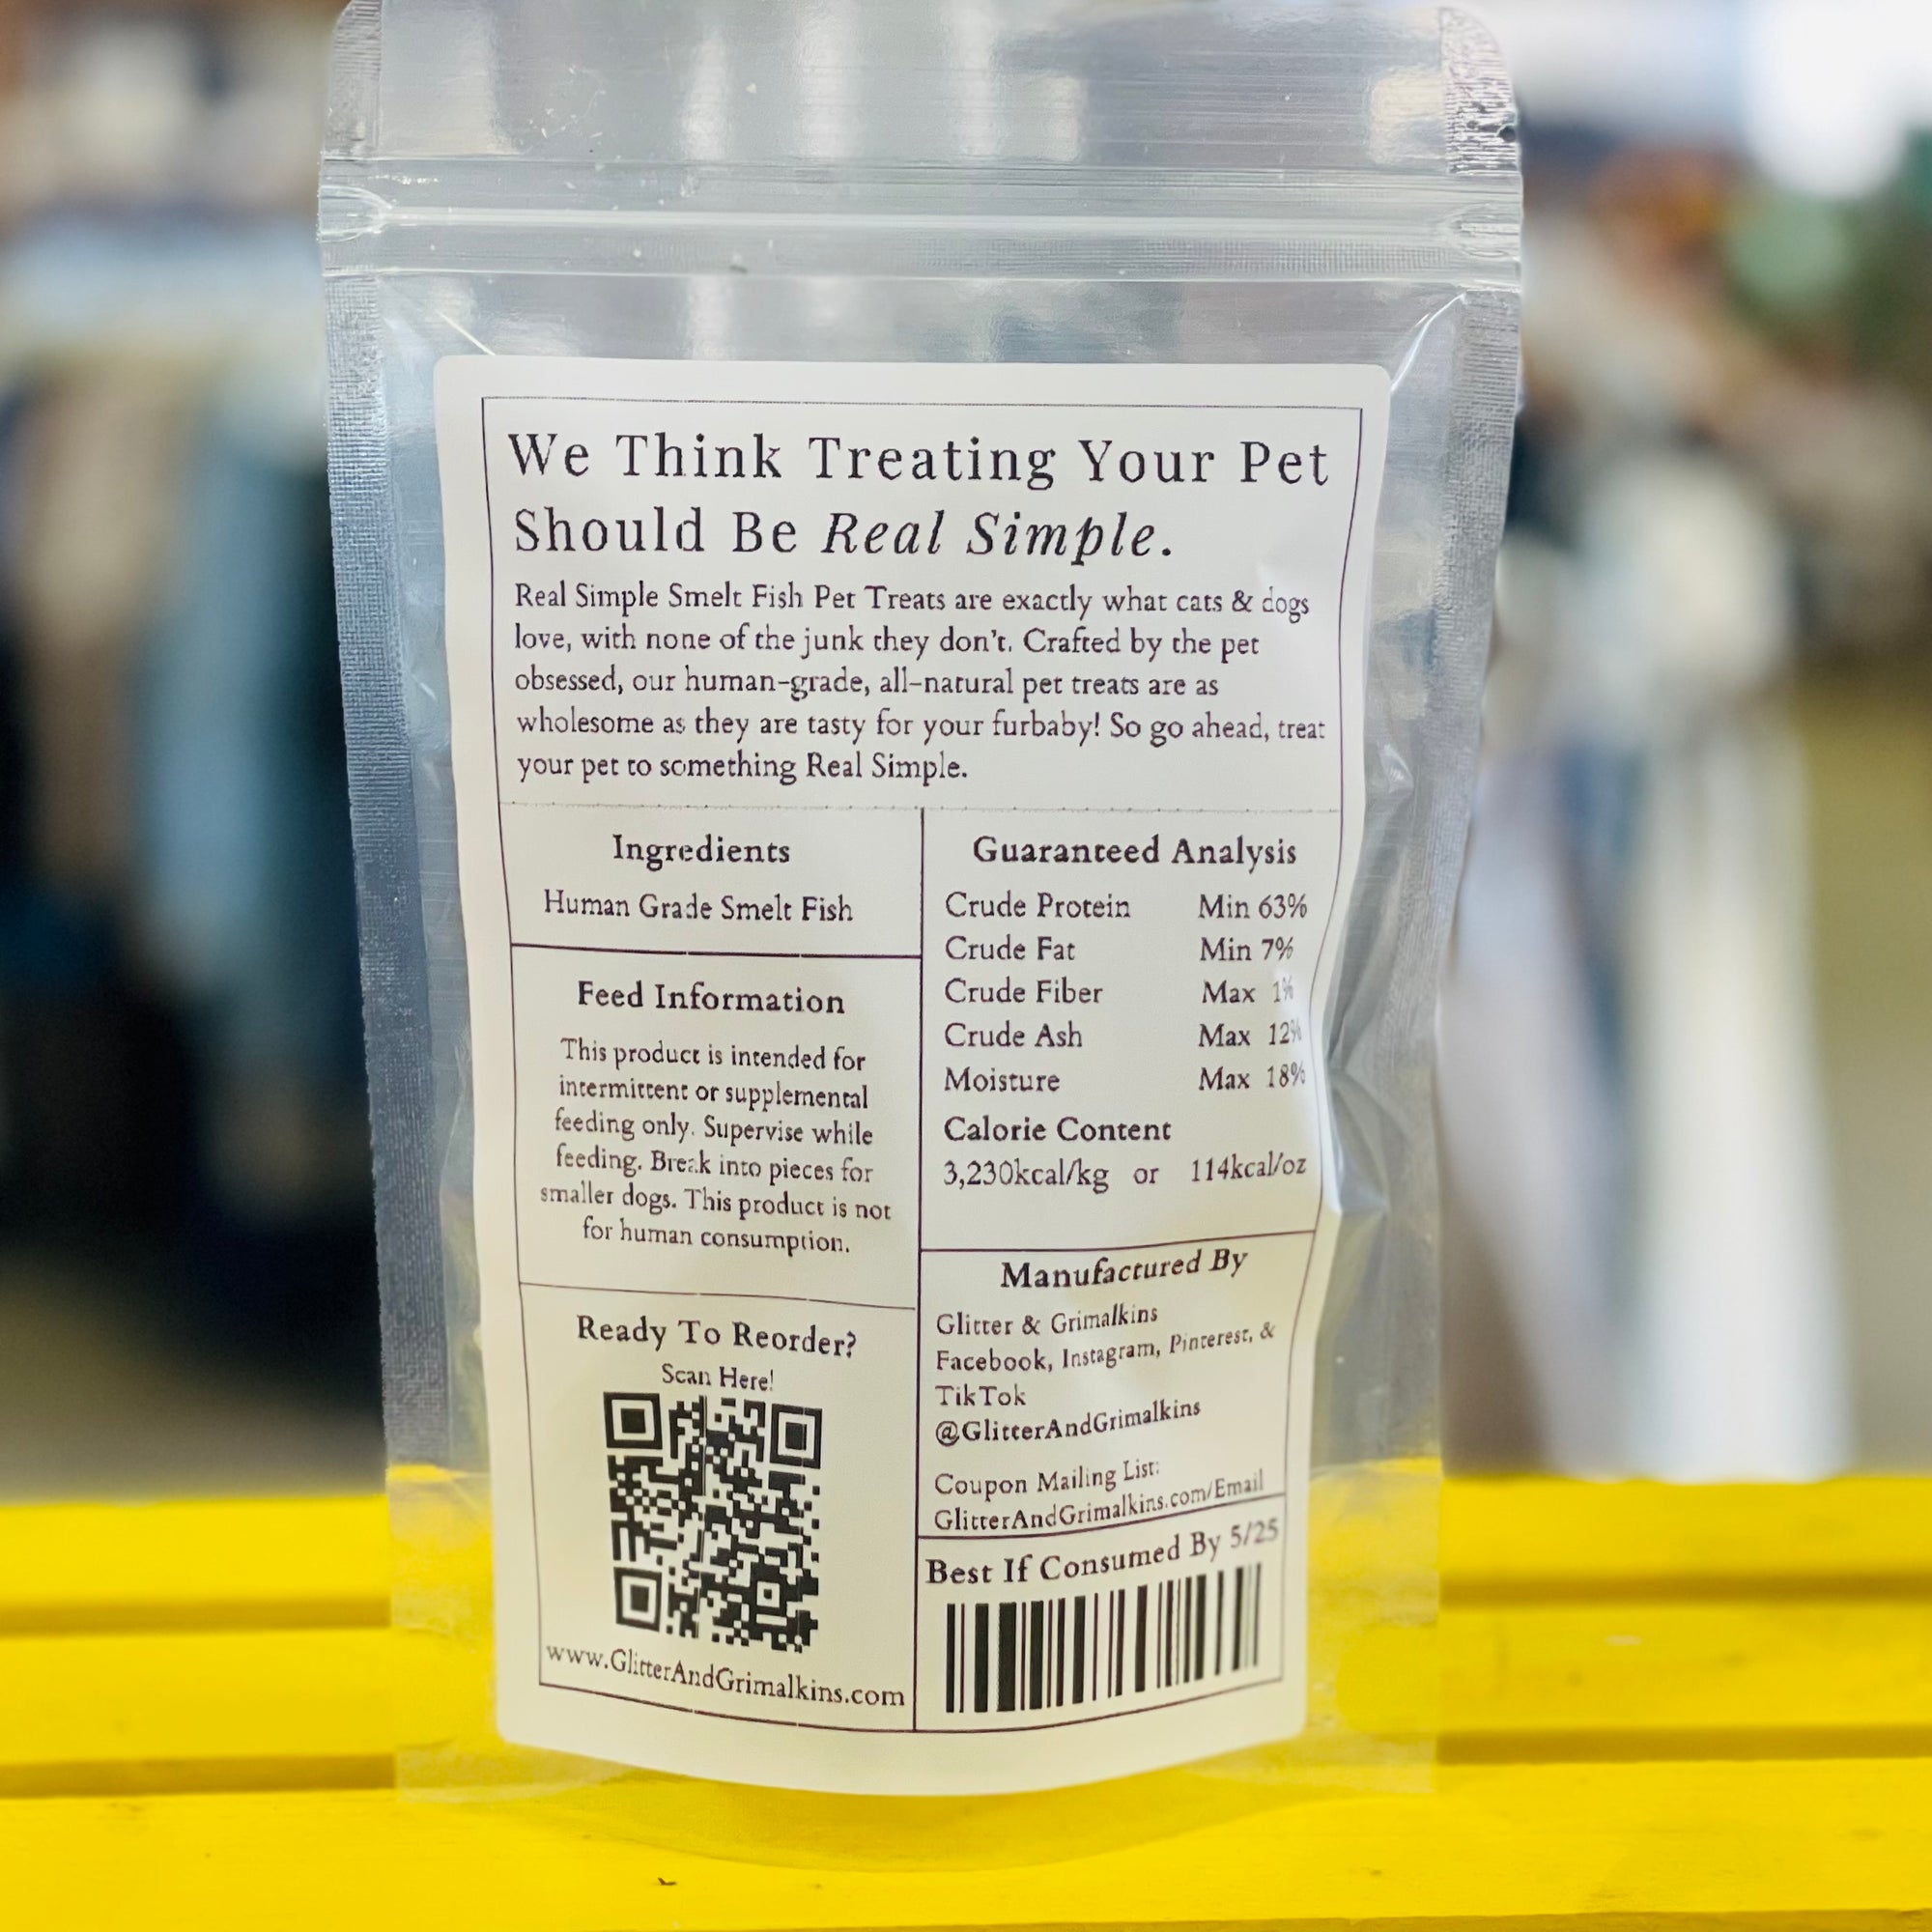 We Think Treating Your Pet
Should Be Real Simple.
Real Simple Smelt Fish Pet Treats are exactly what cats & dogs
love, with none of the junk they don't. Crafted by the pet
obsessed, our human-grade, all-natural pet treats are as
wholesome as they are tasty for your furbaby! So go ahead, treat
your pet to something Real Simple.
Ingredients
Human Grade Smelt Fish
Feed Information
This product is intended for
intermittent or supplemental
feeding only. Supervise while
feeding. Break into pieces for
smaller dogs. This product is not
for human consumption.
Ready To Reorder?
Scan Here!
www.GlitterAndGrimalkins.com
Guaranteed Analysis
Crude Protein Min 63%
Crude Fat Min 7%
Crude Fiber Max 1%
Crude Ash Max 12%
Moisture Max 18%
Calorie Content
3,230kcal/kg or 114kcal/oz
Manufactured By
Glitter & Grimalkins
Facebook, Instagram, Pinterest, &
TikTok
@GlitterAndGrimalkins
Coupon Mailing List:
GlitterAndGrimalkins.com/Email
Best If Consumed By 5/25